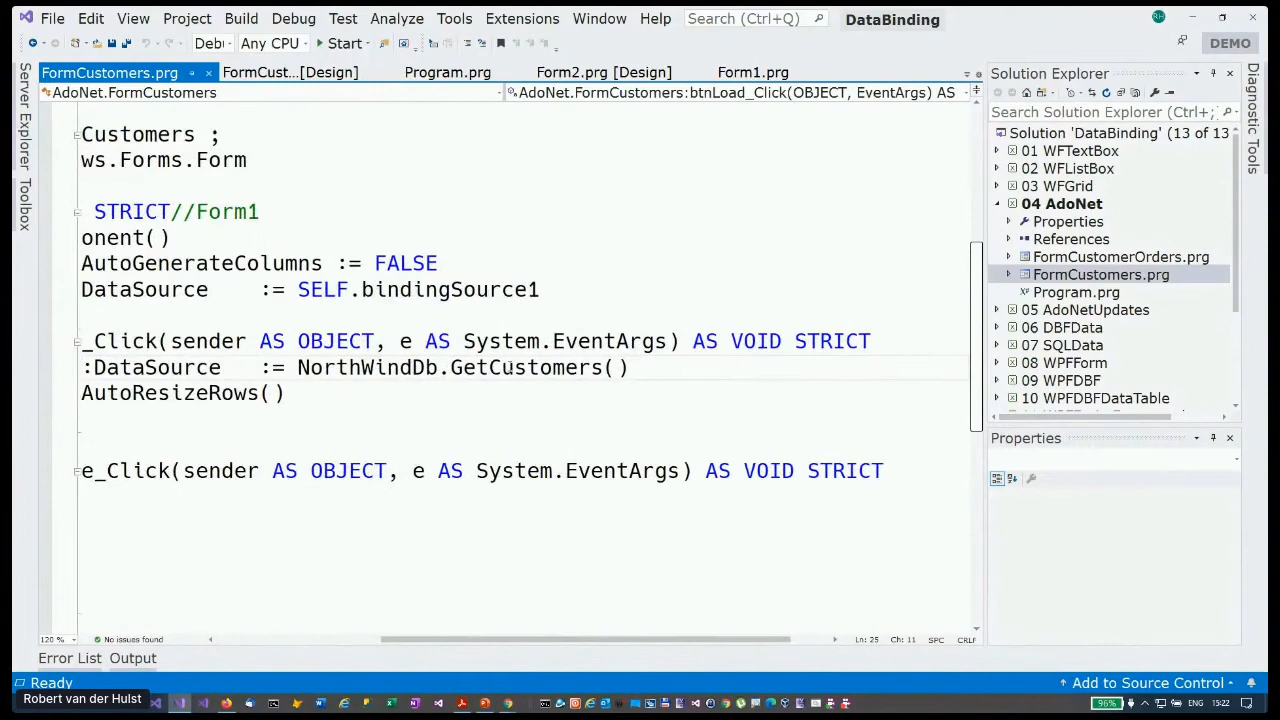 File Edit View Project Build Debug Test Analyze Tools Extensions Window Help Search (Ctrl+Q) DataBinding RH
Debu Any CPU Start DEMO
FormCustomers.prg FormCust...[Design] Program.prg Form2.prg [Design] Form1.prg
AdoNet.FormCustomers AdoNet.FormCustomers:btnLoad_Click(OBJECT, EventArgs) AS
Server Explorer
Toolbox
Customers ;
ws.Forms.Form
STRICT//Form1
onent()
AutoGenerateColumns := FALSE
DataSource := SELF.bindingSource1
_Click(sender AS OBJECT, e AS System.EventArgs) AS VOID STRICT
:DataSource := NorthWindDb.GetCustomers()
AutoResizeRows()
e_Click(sender AS OBJECT, e AS System.EventArgs) AS VOID STRICT
120 % No issues found Ln: 25 Ch: 11 SPC CRLF
Error List Output
Solution Explorer
Search Solution Explorer (Ctrl+;
Solution 'DataBinding' (13 of 13
01 WFTextBox
02 WFListBox
03 WFGrid
04 AdoNet
Properties
References
FormCustomerOrders.prg
FormCustomers.prg
Program.prg
05 AdoNetUpdates
06 DBFData
07 SQLData
08 WPFForm
09 WPFDBF
10 WPFDBFDataTable
Properties
Diagnostic Tools
Ready Add to Source Control
Robert van der Hulst
96% ENG 15:22